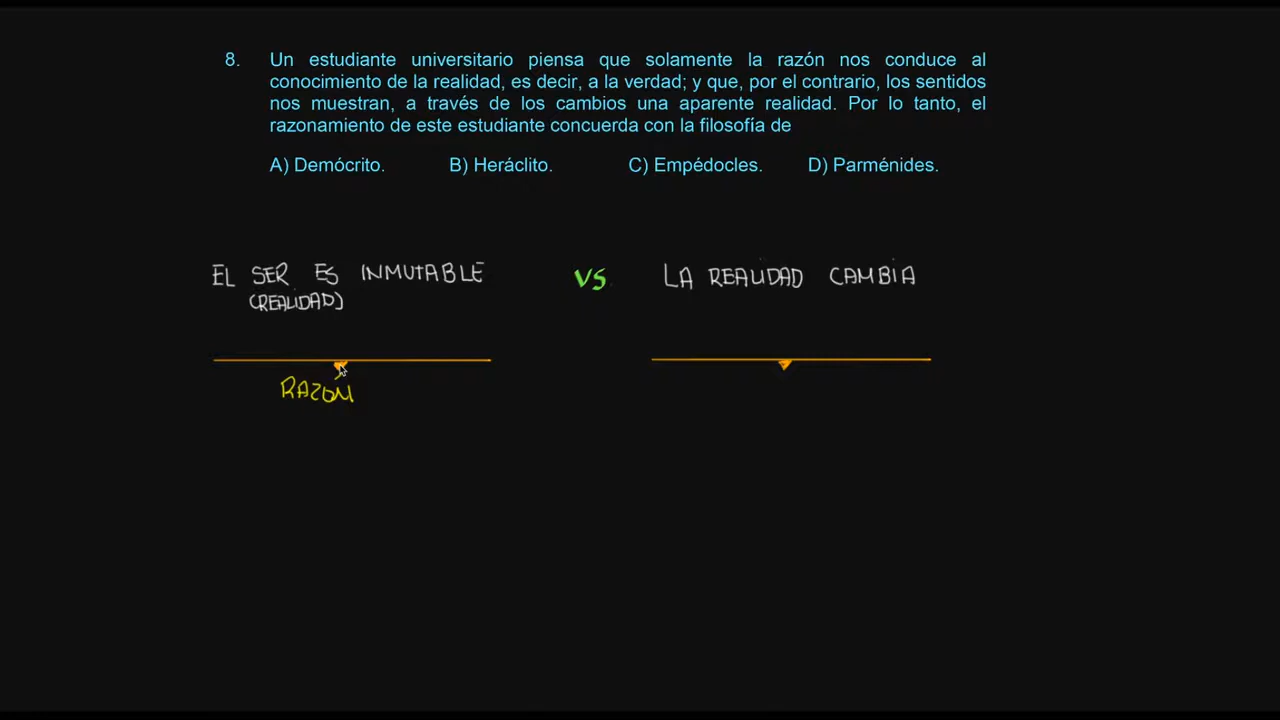 8. Un estudiante universitario piensa que solamente la razón nos conduce al
conocimiento de la realidad, es decir, a la verdad; y que, por el contrario, los sentidos
nos muestran, a través de los cambios una aparente realidad. Por lo tanto, el
razonamiento de este estudiante concuerda con la filosofía de
A) Demócrito. B) Heráclito. C) Empédocles. D) Parménides.
EL SER ES INMUTABLE VS LA REALIDAD CAMBIA
(REALIDAD)
RAZON